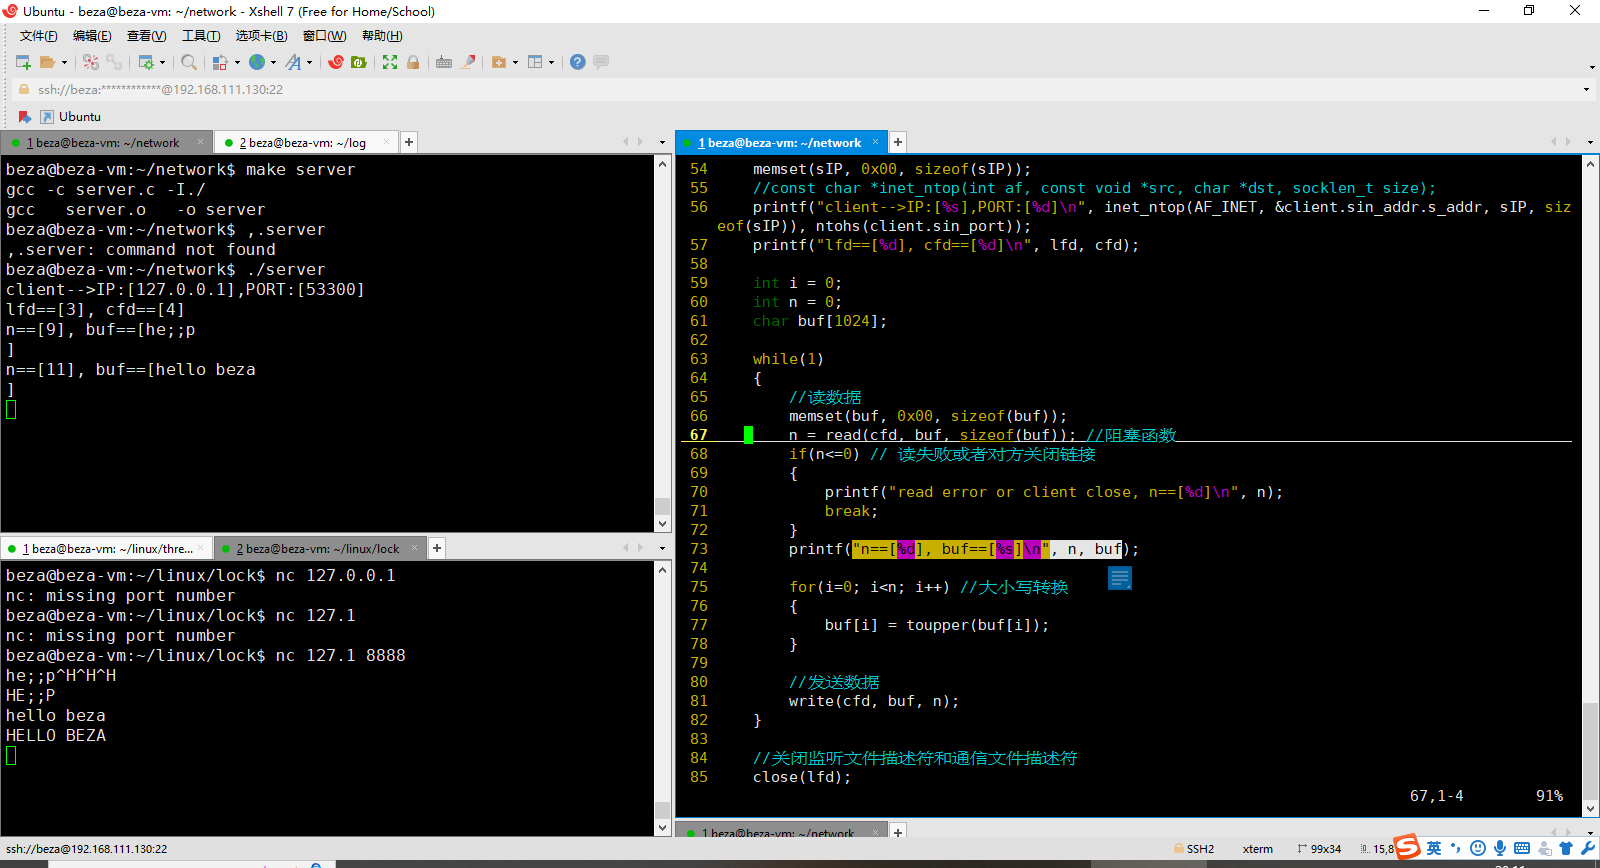 Ubuntu - beza@beza-vm: ~/network - Xshell 7 (Free for Home/School)
文件(F) 编辑(E) 查看(V) 工具(T) 选项卡(B) 窗口(W) 帮助(H)
ssh://beza:************@192.168.111.130:22
Ubuntu
1 beza@beza-vm: ~/network × 2 beza@beza-vm: ~/log × +
beza@beza-vm:~/network$ make server
gcc -c server.c -I./
gcc   server.o   -o server
beza@beza-vm:~/network$ ,.server
,.server: command not found
beza@beza-vm:~/network$ ./server
client-->IP:[127.0.0.1],PORT:[53300]
lfd==[3], cfd==[4]
n==[9], buf==[he;;p
]
n==[11], buf==[hello beza
]
1 beza@beza-vm: ~/linux/thre... × 2 beza@beza-vm: ~/linux/lock × +
beza@beza-vm:~/linux/lock$ nc 127.0.0.1
nc: missing port number
beza@beza-vm:~/linux/lock$ nc 127.1
nc: missing port number
beza@beza-vm:~/linux/lock$ nc 127.1 8888
he;;p^H^H^H
HE;;P
hello beza
HELLO BEZA
1 beza@beza-vm: ~/network × +
54     memset(sIP, 0x00, sizeof(sIP));
55     //const char *inet_ntop(int af, const void *src, char *dst, socklen_t size);
56     printf("client-->IP:[%s],PORT:[%d]\n", inet_ntop(AF_INET, &client.sin_addr.s_addr, sIP, siz
eof(sIP)), ntohs(client.sin_port));
57     printf("lfd==[%d], cfd==[%d]\n", lfd, cfd);
58
59     int i = 0;
60     int n = 0;
61     char buf[1024];
62
63     while(1)
64     {
65         //读数据
66         memset(buf, 0x00, sizeof(buf));
67         n = read(cfd, buf, sizeof(buf)); //阻塞函数
68         if(n<=0) // 读失败或者对方关闭链接
69         {
70             printf("read error or client close, n==[%d]\n", n);
71             break;
72         }
73         printf("n==[%d], buf==[%s]\n", n, buf);
74
75         for(i=0; i<n; i++) //大小写转换
76         {
77             buf[i] = toupper(buf[i]);
78         }
79
80         //发送数据
81         write(cfd, buf, n);
82     }
83
84     //关闭监听文件描述符和通信文件描述符
85     close(lfd);
67,1-4 91%
1 beza@beza-vm: ~/network × +
ssh://beza@192.168.111.130:22 SSH2 xterm 99x34 15,8 英